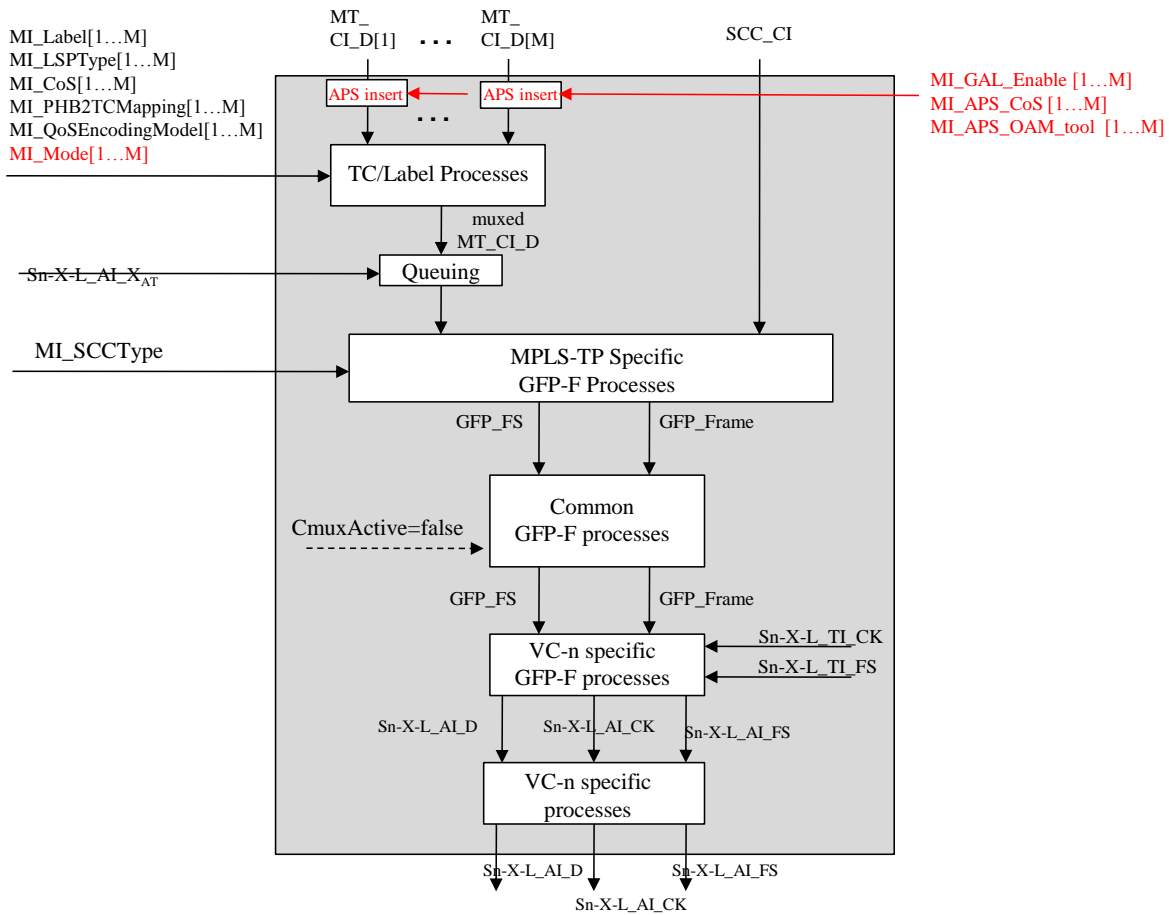 MT_
CI_D[1]
...
MT_
CI_D[M]
SCC_CI
MI_Label[1…M]
MI_LSPType[1…M]
MI_CoS[1…M]
MI_PHB2TCMapping[1…M]
MI_QoSEncodingModel[1…M]
MI_Mode[1…M]
APS insert
APS insert
...
MI_GAL_Enable [1…M]
MI_APS_CoS [1…M]
MI_APS_OAM_tool [1…M]
TC/Label Processes
muxed
MT_CI_D
Sn-X-L_AI_XAT
Queuing
MI_SCCType
MPLS-TP Specific
GFP-F Processes
GFP_FS
GFP_Frame
CmuxActive=false
Common
GFP-F processes
GFP_FS
GFP_Frame
VC-n specific
GFP-F processes
Sn-X-L_TI_CK
Sn-X-L_TI_FS
Sn-X-L_AI_D
Sn-X-L_AI_CK
Sn-X-L_AI_FS
VC-n specific
processes
Sn-X-L_AI_D
Sn-X-L_AI_FS
Sn-X-L_AI_CK